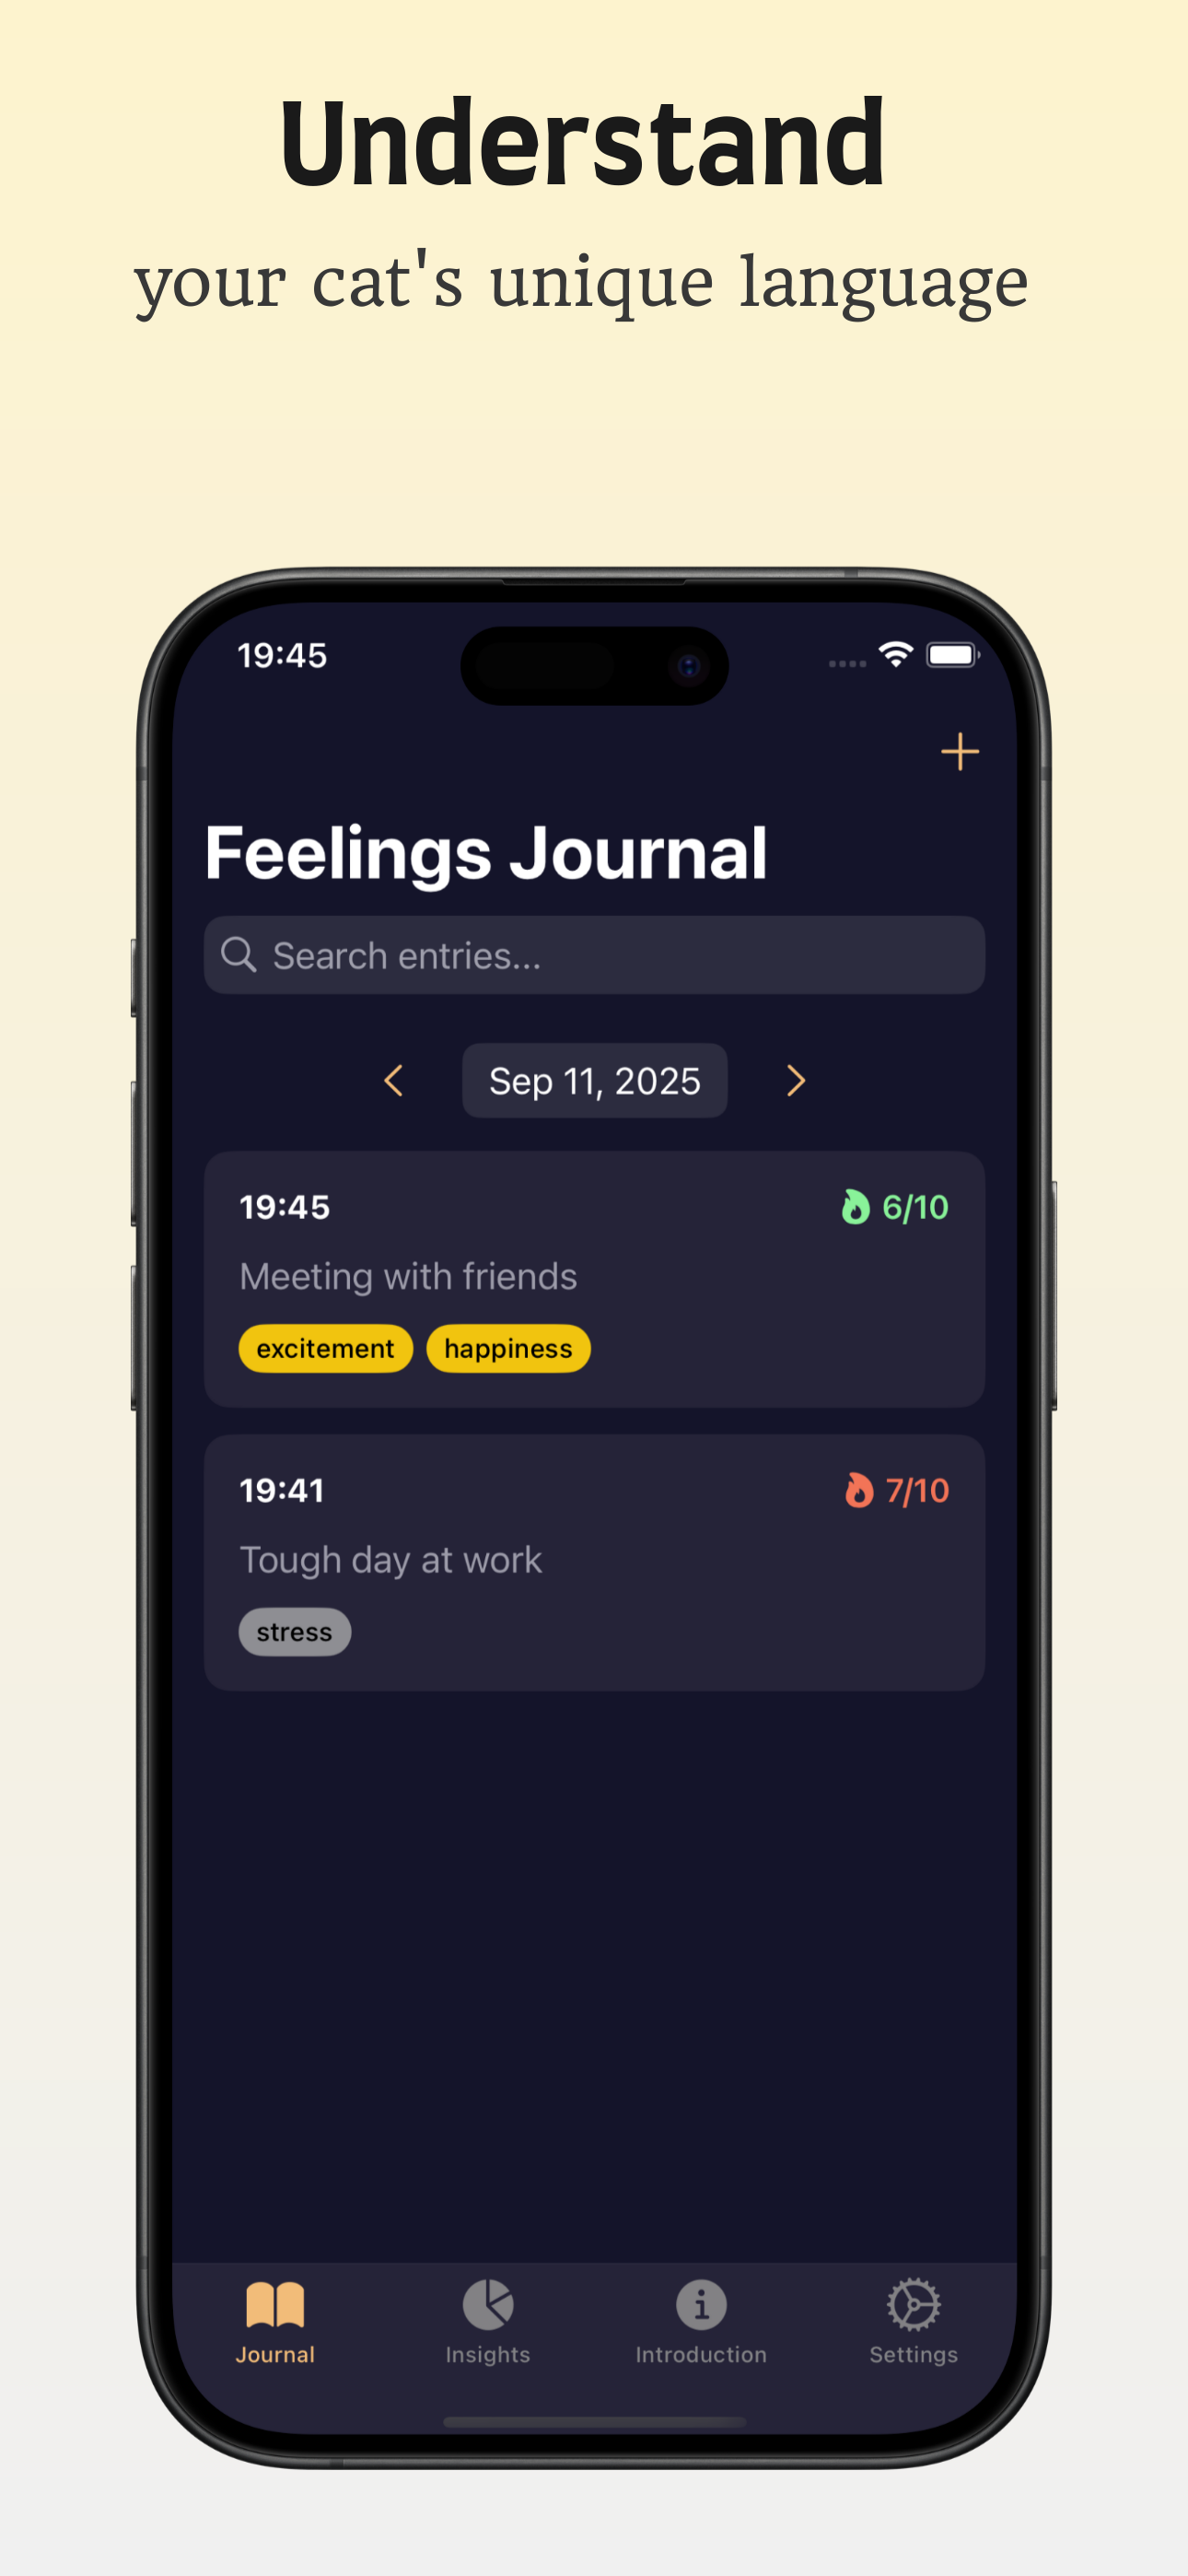 Understand
your cat's unique language
19:45
Feelings Journal
Search entries...
Sep 11, 2025
19:45 6/10
Meeting with friends
excitement happiness
19:41 7/10
Tough day at work
stress
Journal Insights Introduction Settings